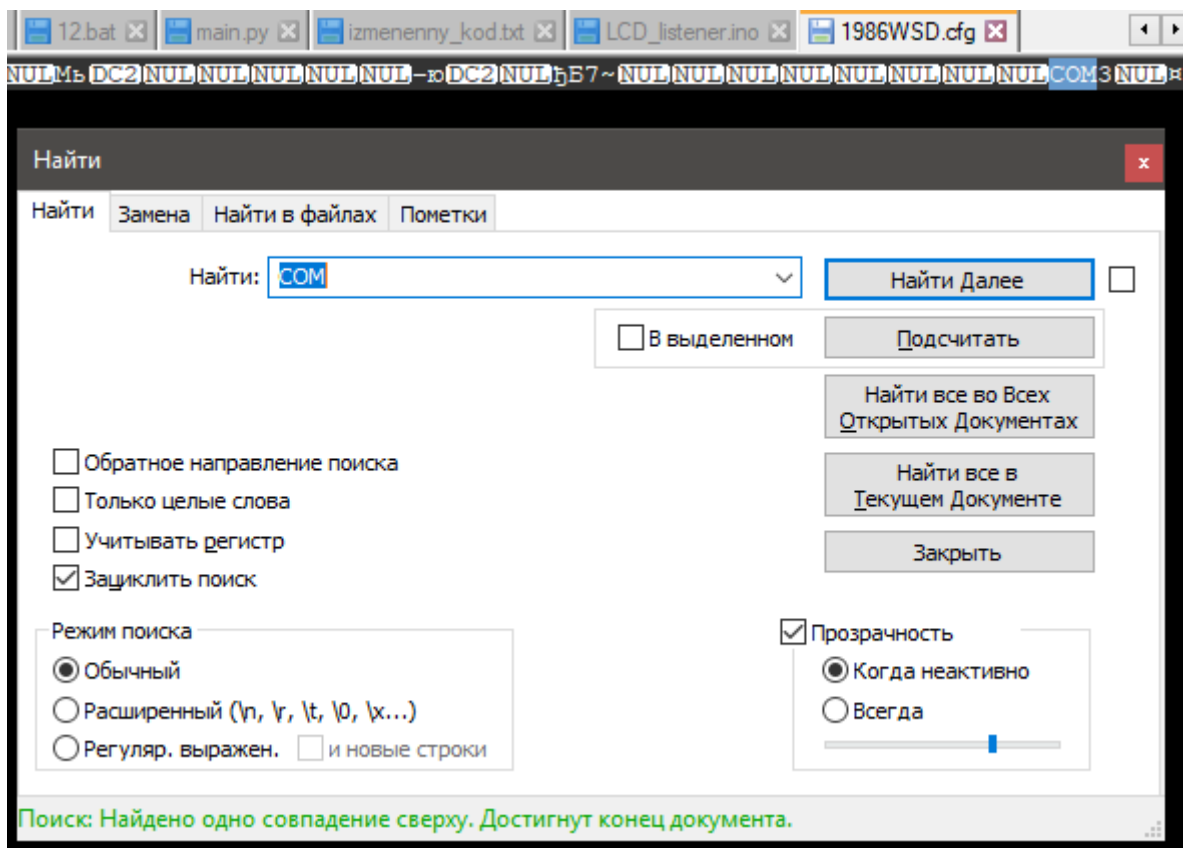 12.bat main.py izmenenny_kod.txt LCD_listener.ino 1986WSD.cfg
NULМьDC2NULNULNULNULNUL–юDC2NULђБ7~NULNULNULNULNULNULNULNULCOM3NUL¤
Найти
Найти Замена Найти в файлах Пометки
Найти: COM Найти Далее
В выделенном Подсчитать
Найти все во Всех
Открытых Документах
Обратное направление поиска
Найти все в
Только целые слова Текущем Документе
Учитывать регистр Закрыть
Зациклить поиск
Режим поиска Прозрачность
Обычный Когда неактивно
Расширенный (\n, \r, \t, \0, \x...) Всегда
Регуляр. выражен. и новые строки
Поиск: Найдено одно совпадение сверху. Достигнут конец документа.